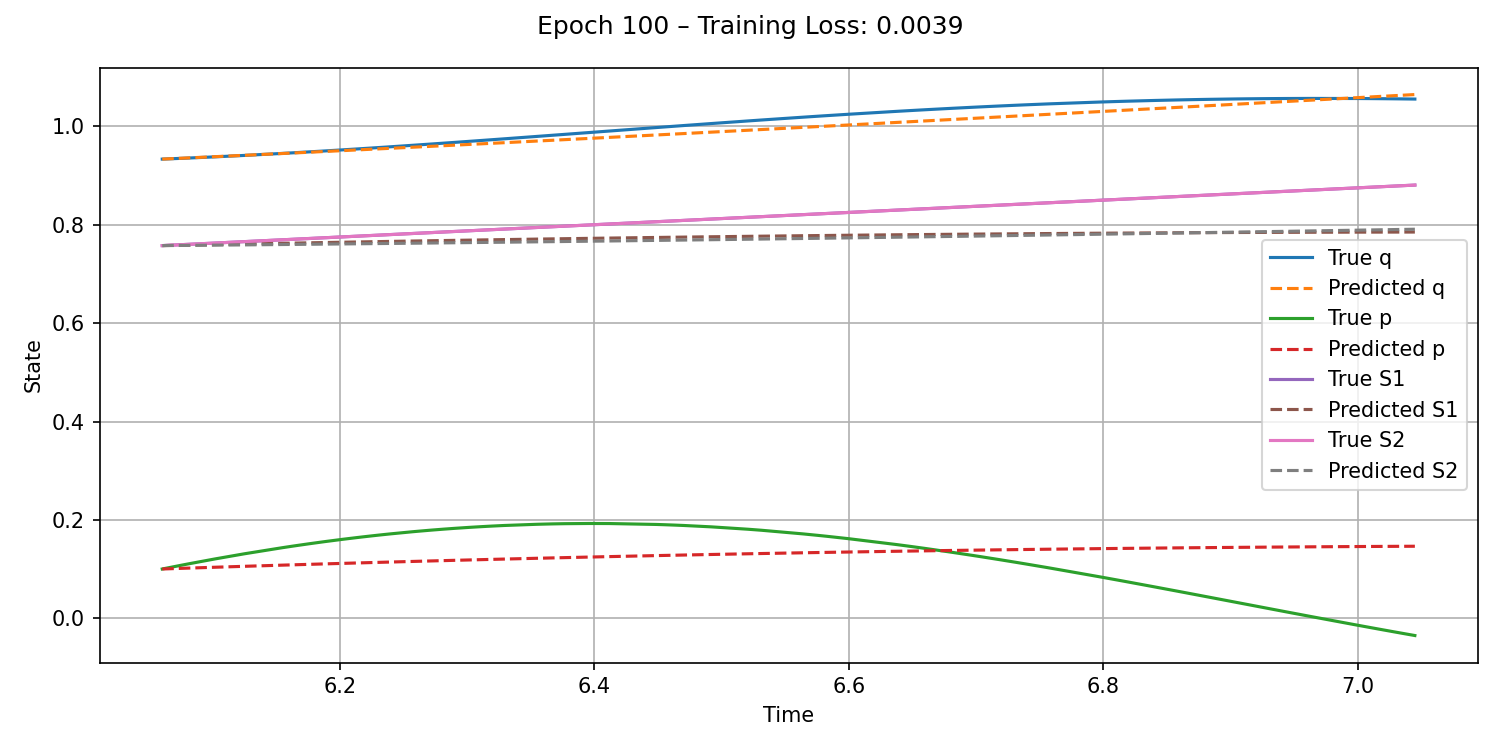 Epoch 100 – Training Loss: 0.0039
1.0
0.8
0.6
0.4
0.2
0.0
State
True q
Predicted q
True p
Predicted p
True S1
Predicted S1
True S2
Predicted S2
6.2 6.4 6.6 6.8 7.0
Time